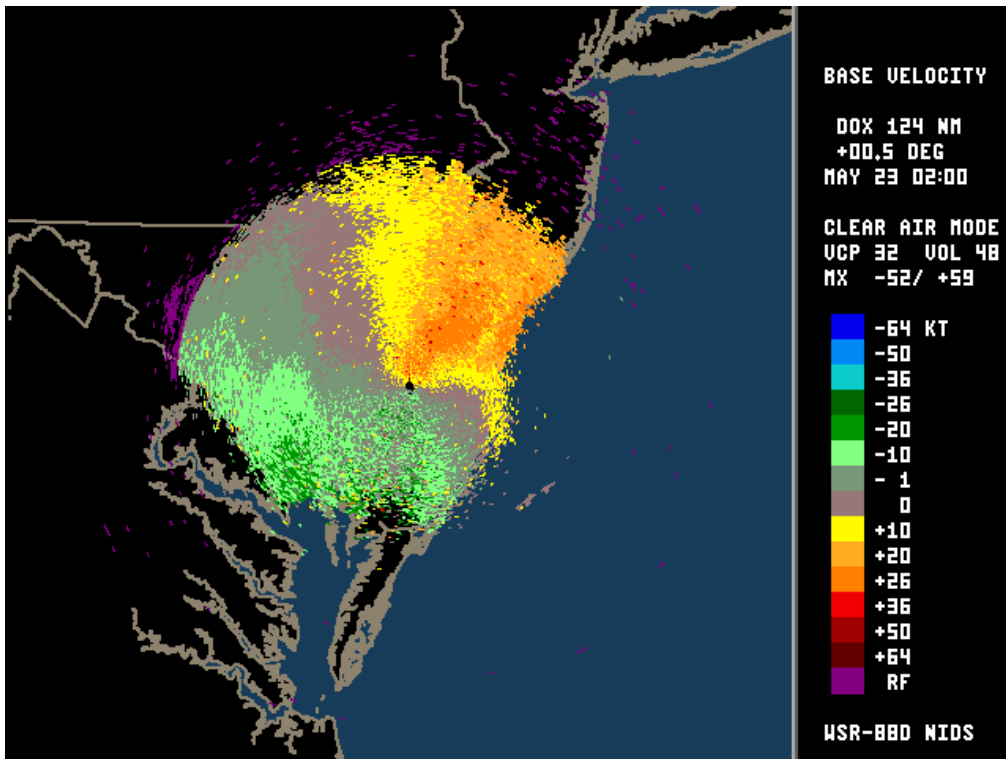 BASE VELOCITY
DOX 124 NM
+00.5 DEG
MAY 23 02:00
CLEAR AIR MODE
VCP 32 VOL 48
MX -52/ +59
-64 KT
-50
-36
-26
-20
-10
- 1
0
+10
+20
+26
+36
+50
+64
RF
WSR-88D NIDS